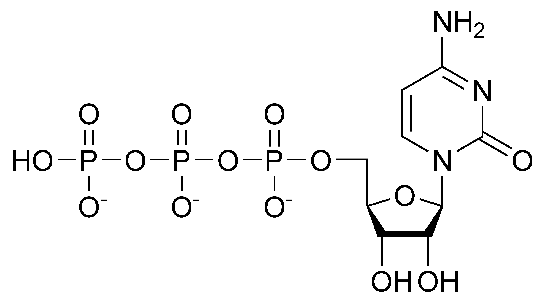 NH₂
O O O N
HO P O P O P O N O
O⁻ O⁻ O⁻ O
OH OH